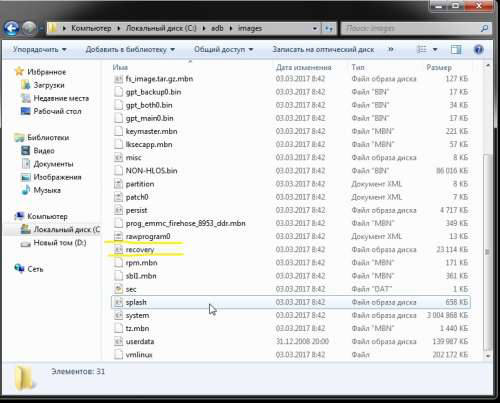 Компьютер ▸ Локальный диск (C:) ▸ adb ▸ images
Поиск: images
Упорядочить Добавить в библиотеку Общий доступ Записать на оптический диск »
Избранное
Загрузки
Недавние места
Рабочий стол
Библиотеки
Видео
Документы
Изображения
Музыка
Компьютер
Локальный диск (C
Новый том (D:)
Сеть
Имя Дата изменения Тип Размер
fs_image.tar.gz.mbn 03.03.2017 8:42 Файл образа диска 127 КБ
gpt_backup0.bin 03.03.2017 8:42 Файл "BIN" 17 КБ
gpt_both0.bin 03.03.2017 8:42 Файл "BIN" 34 КБ
gpt_main0.bin 03.03.2017 8:42 Файл "BIN" 17 КБ
keymaster.mbn 03.03.2017 8:42 Файл "MBN" 221 КБ
lksecapp.mbn 03.03.2017 8:42 Файл "MBN" 57 КБ
misc 03.03.2017 8:42 Файл образа диска 8 КБ
NON-HLOS.bin 03.03.2017 8:42 Файл "BIN" 86 016 КБ
partition 03.03.2017 8:42 Документ XML 8 КБ
patch0 03.03.2017 8:42 Документ XML 8 КБ
persist 03.03.2017 8:42 Файл образа диска 4 717 КБ
prog_emmc_firehose_8953_ddr.mbn 03.03.2017 8:42 Файл "MBN" 349 КБ
rawprogram0 03.03.2017 8:42 Документ XML 13 КБ
recovery 03.03.2017 8:42 Файл образа диска 23 114 КБ
rpm.mbn 03.03.2017 8:42 Файл "MBN" 171 КБ
sbl1.mbn 03.03.2017 8:42 Файл "MBN" 361 КБ
sec 03.03.2017 8:42 Файл "DAT" 1 КБ
splash 03.03.2017 8:42 Файл образа диска 658 КБ
system 03.03.2017 8:42 Файл образа диска 3 004 868 КБ
tz.mbn 03.03.2017 8:42 Файл "MBN" 1 440 КБ
userdata 31.12.2008 20:00 Файл образа диска 139 987 КБ
vmlinux 03.03.2017 8:42 Файл 202 172 КБ
Элементов: 31